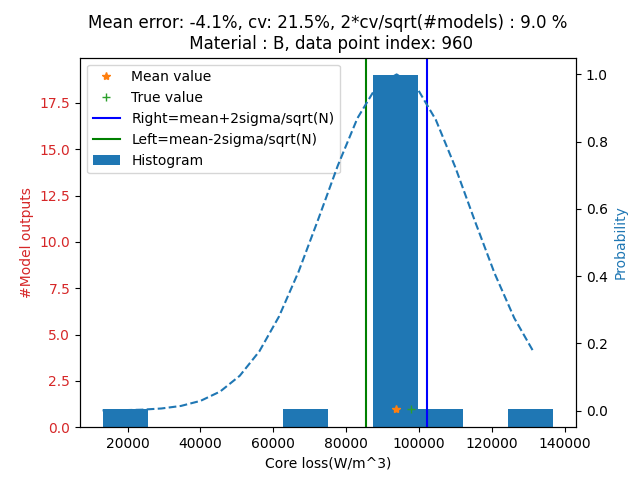 Mean error: -4.1%, cv: 21.5%, 2*cv/sqrt(#models) : 9.0 %
Material : B, data point index: 960
Mean value
True value
Right=mean+2sigma/sqrt(N)
Left=mean-2sigma/sqrt(N)
Histogram
17.5
15.0
12.5
10.0
7.5
5.0
2.5
0.0
#Model outputs
1.0
0.8
0.6
0.4
0.2
0.0
Probability
20000 40000 60000 80000 100000 120000 140000
Core loss(W/m^3)